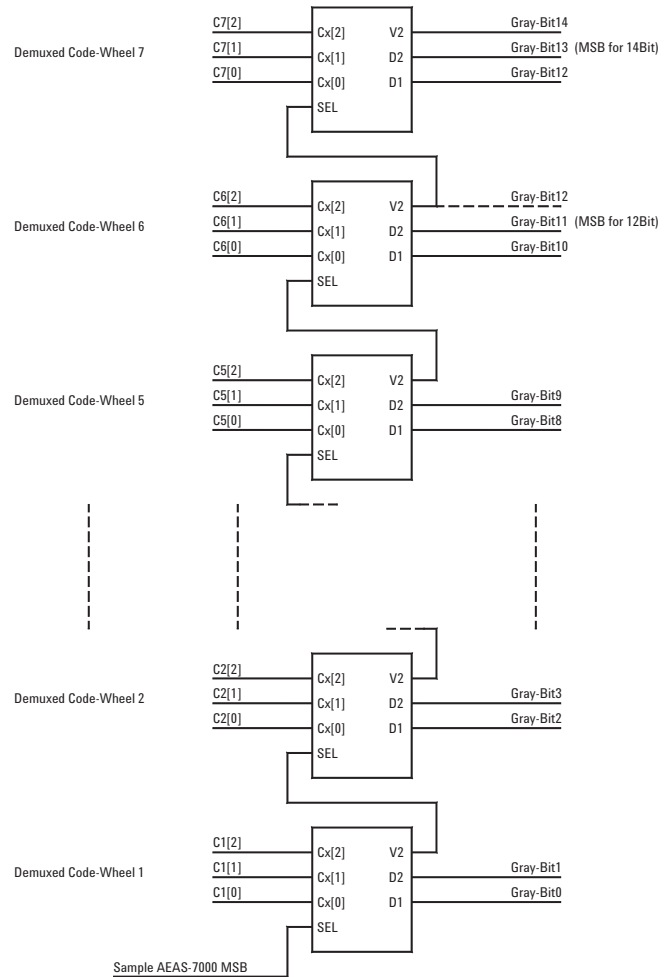 C7[2] Cx[2] V2 Gray-Bit14
Demuxed Code-Wheel 7 C7[1] Cx[1] D2 Gray-Bit13 (MSB for 14Bit)
C7[0] Cx[0] D1 Gray-Bit12
SEL
C6[2] Cx[2] V2 Gray-Bit12
Demuxed Code-Wheel 6 C6[1] Cx[1] D2 Gray-Bit11 (MSB for 12Bit)
C6[0] Cx[0] D1 Gray-Bit10
SEL
C5[2] Cx[2] V2
Demuxed Code-Wheel 5 C5[1] Cx[1] D2 Gray-Bit9
C5[0] Cx[0] D1 Gray-Bit8
SEL
C2[2] Cx[2] V2
Demuxed Code-Wheel 2 C2[1] Cx[1] D2 Gray-Bit3
C2[0] Cx[0] D1 Gray-Bit2
SEL
C1[2] Cx[2] V2
Demuxed Code-Wheel 1 C1[1] Cx[1] D2 Gray-Bit1
C1[0] Cx[0] D1 Gray-Bit0
SEL
Sample AEAS-7000 MSB